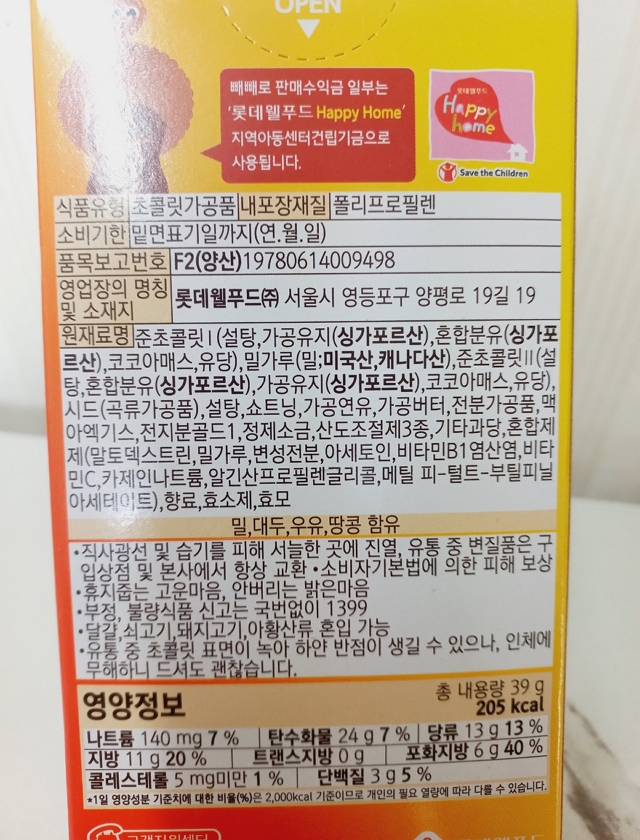 OPEN
빼빼로 판매수익금 일부는
‘롯데웰푸드 Happy Home’
지역아동센터건립기금으로
사용됩니다.
롯데웰푸드
Happy
home
Save the Children
식품유형 초콜릿가공품 내포장재질 폴리프로필렌
소비기한 밑면표기일까지(연.월.일)
품목보고번호 F2(양산)19780614009498
영업장의 명칭 및 소재지 롯데웰푸드㈜ 서울시 영등포구 양평로 19길 19
원재료명 준초콜릿Ⅰ(설탕,가공유지(싱가포르산),혼합분유(싱가포
르산),코코아매스,유당),밀가루(밀;미국산,캐나다산),준초콜릿Ⅱ(설
탕,혼합분유(싱가포르산),가공유지(싱가포르산),코코아매스,유당),
시드(곡류가공품),설탕,쇼트닝,가공연유,가공버터,전분가공품,맥
아엑기스,전지분골드1,정제소금,산도조절제3종,기타과당,혼합제
제(말토덱스트린,밀가루,변성전분,아세토인,비타민B1염산염,비타
민C,카제인나트륨,알긴산프로필렌글리콜,메틸 피-털트-부틸피닐
아세테이트),향료,효소제,효모
밀,대두,우유,땅콩 함유
•직사광선 및 습기를 피해 서늘한 곳에 진열, 유통 중 변질품은 구
입상점 및 본사에서 항상 교환 •소비자기본법에 의한 피해 보상
•휴지줍는 고운마음, 안버리는 밝은마음
•부정, 불량식품 신고는 국번없이 1399
•달걀,쇠고기,돼지고기,아황산류 혼입 가능
•유통 중 초콜릿 표면이 녹아 하얀 반점이 생길 수 있으나, 인체에
무해하니 드셔도 괜찮습니다.
영양정보 총 내용량 39 g
205 kcal
나트륨 140 mg 7 % 탄수화물 24 g 7 % 당류 13 g 13 %
지방 11 g 20 % 트랜스지방 0 g 포화지방 6 g 40 %
콜레스테롤 5 mg미만 1 % 단백질 3 g 5 %
*1일 영양성분 기준치에 대한 비율(%)은 2,000kcal 기준이므로 개인의 필요 열량에 따라 다를 수 있습니다.
고객지원센터